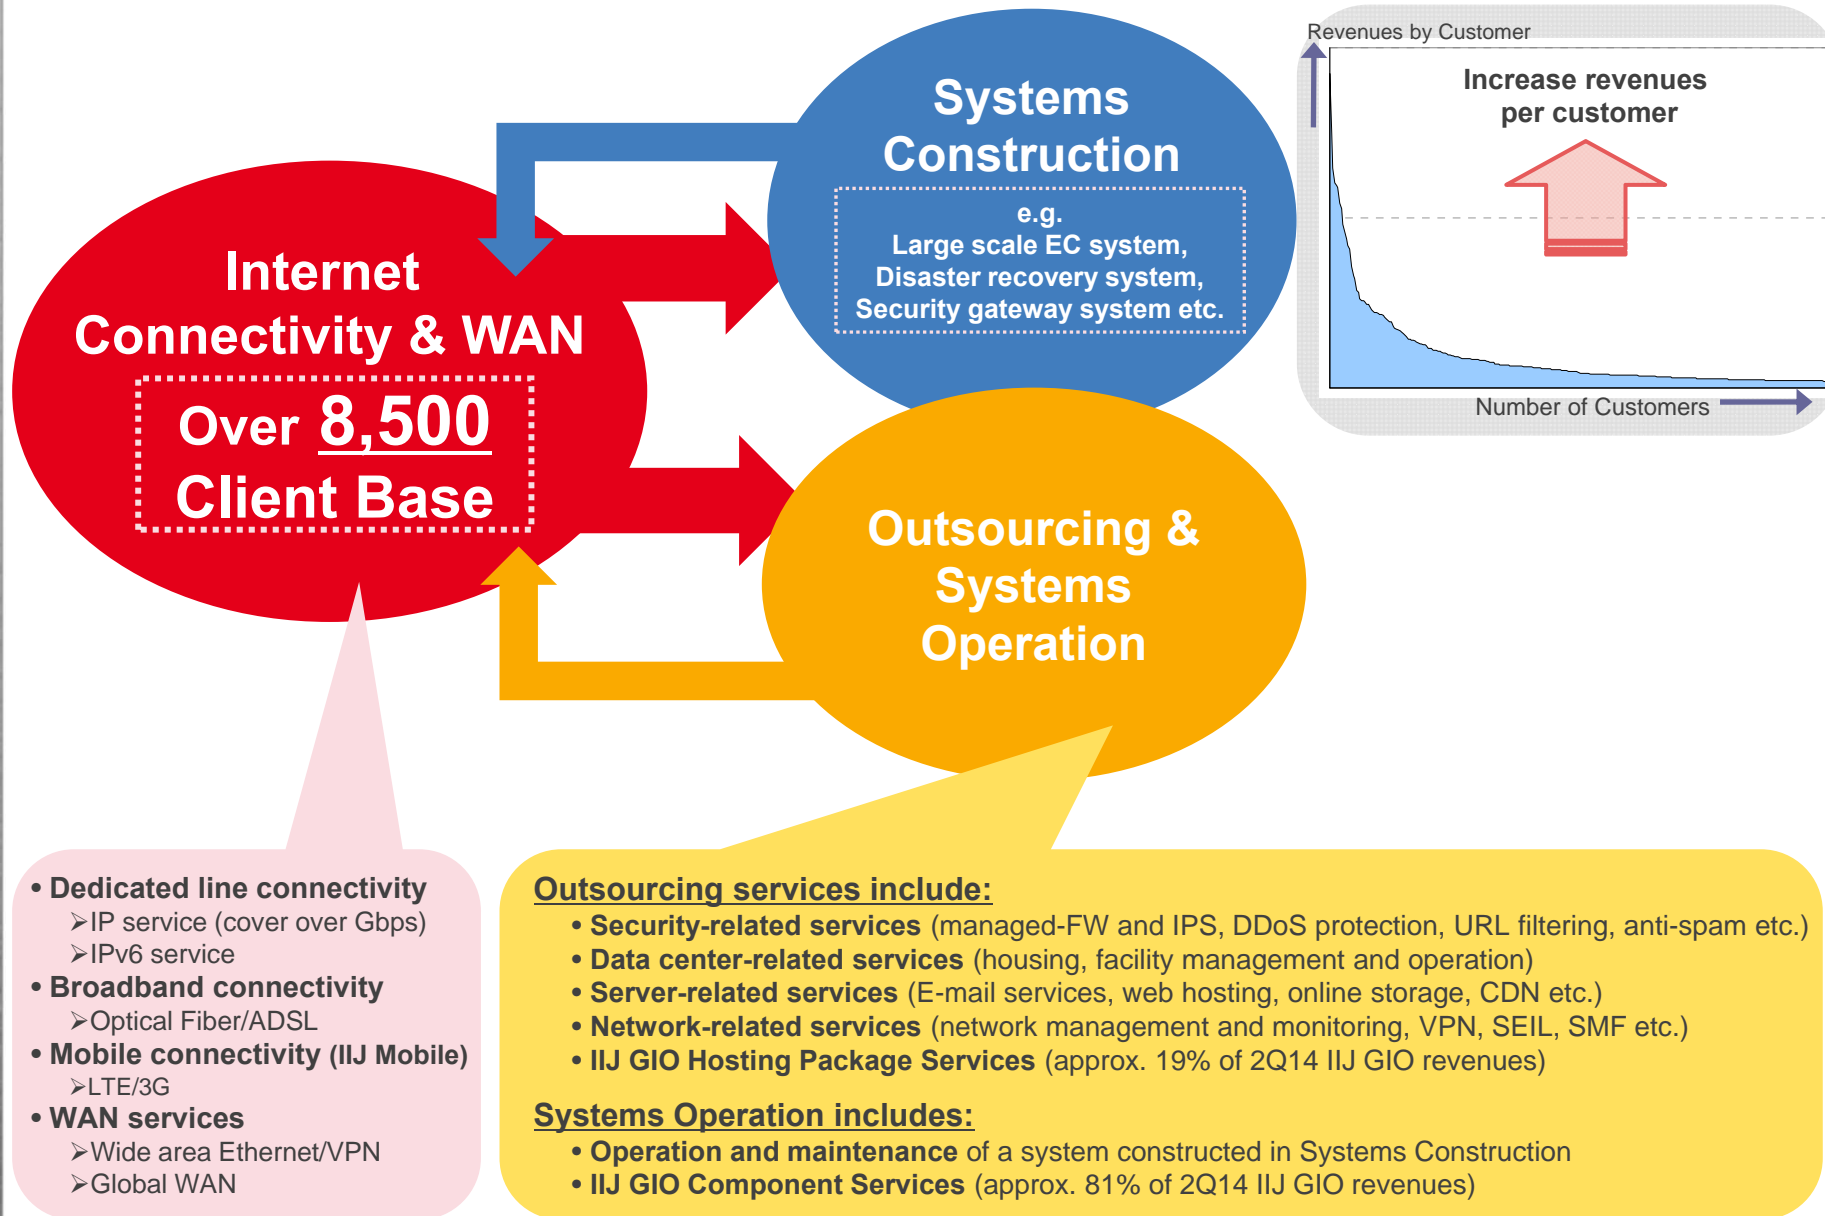 Revenues by Customer
Increase revenues
per customer
Number of Customers
Systems
Construction
e.g.
Large scale EC system,
Disaster recovery system,
Security gateway system etc.
Internet
Connectivity & WAN
Over 8,500
Client Base
Outsourcing &
Systems
Operation
• Dedicated line connectivity
➢IP service (cover over Gbps)
➢IPv6 service
• Broadband connectivity
➢Optical Fiber/ADSL
• Mobile connectivity (IIJ Mobile)
➢LTE/3G
• WAN services
➢Wide area Ethernet/VPN
➢Global WAN
Outsourcing services include:
• Security-related services (managed-FW and IPS, DDoS protection, URL filtering, anti-spam etc.)
• Data center-related services (housing, facility management and operation)
• Server-related services (E-mail services, web hosting, online storage, CDN etc.)
• Network-related services (network management and monitoring, VPN, SEIL, SMF etc.)
• IIJ GIO Hosting Package Services (approx. 19% of 2Q14 IIJ GIO revenues)
Systems Operation includes:
• Operation and maintenance of a system constructed in Systems Construction
• IIJ GIO Component Services (approx. 81% of 2Q14 IIJ GIO revenues)